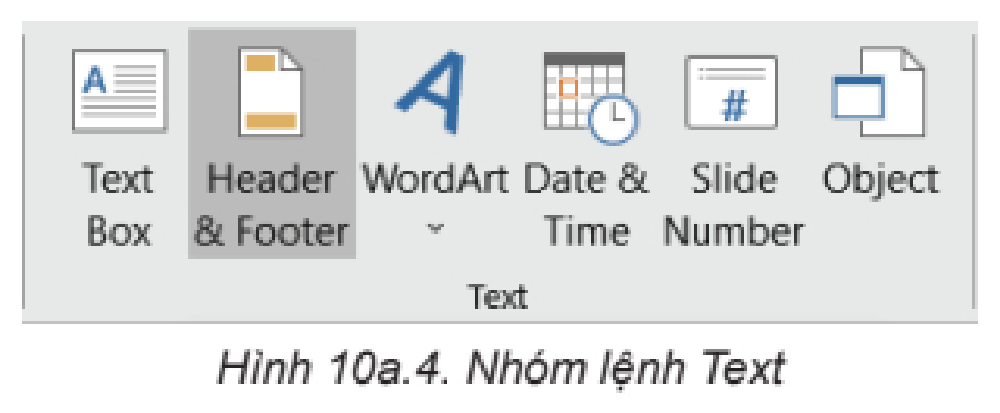 A
#
Text Header WordArt Date & Slide Object
Box & Footer Time Number
Text
Hình 10a.4. Nhóm lệnh Text